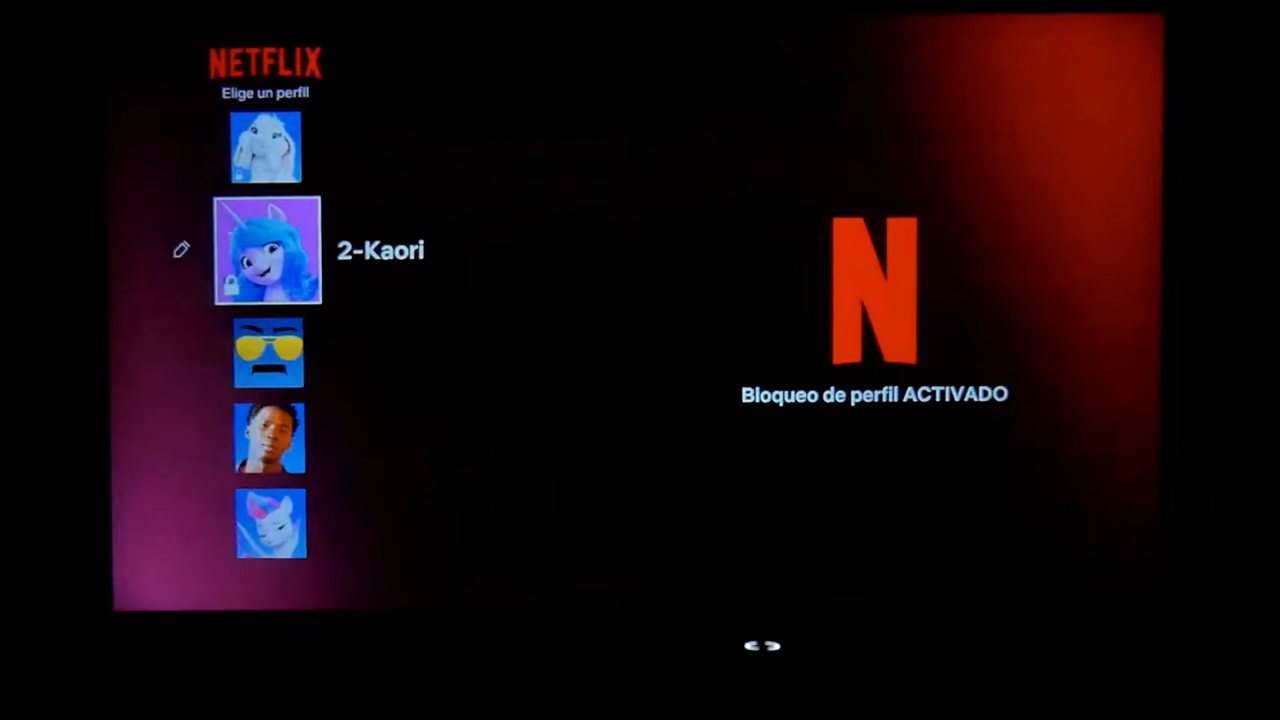 NETFLIX
Elige un perfil
2-Kaori
N
Bloqueo de perfil ACTIVADO